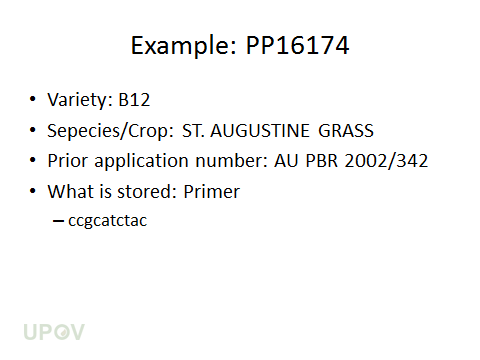 Example: PP16174
• Variety: B12
• Sepecies/Crop: ST. AUGUSTINE GRASS
• Prior application number: AU PBR 2002/342
• What is stored: Primer
– ccgcatctac
UPOV